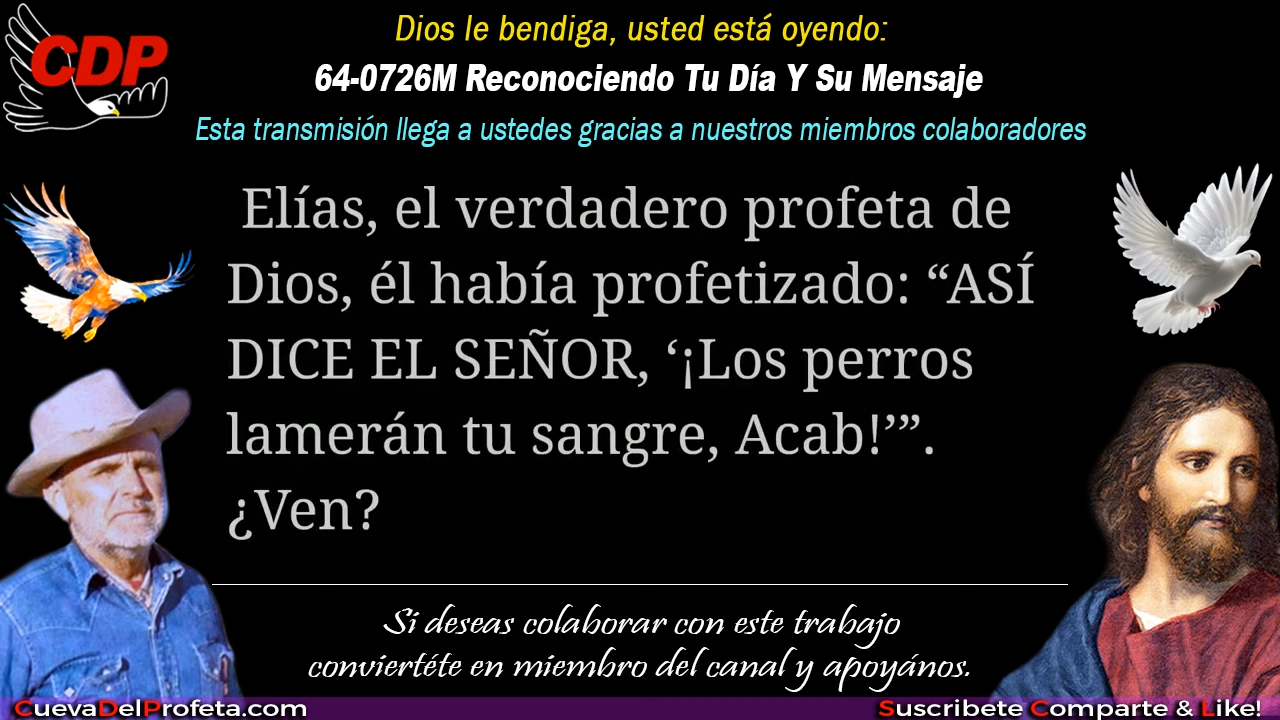 CDP
Dios le bendiga, usted está oyendo:
64-0726M Reconociendo Tu Día Y Su Mensaje
Esta transmisión llega a ustedes gracias a nuestros miembros colaboradores
Elías, el verdadero profeta de
Dios, él había profetizado: “ASÍ
DICE EL SEÑOR, ‘¡Los perros
lamerán tu sangre, Acab!’”.
¿Ven?
Si deseas colaborar con este trabajo
conviertéte en miembro del canal y apoyános.
CuevaDelProfeta.com
Suscribete Comparte & Like!